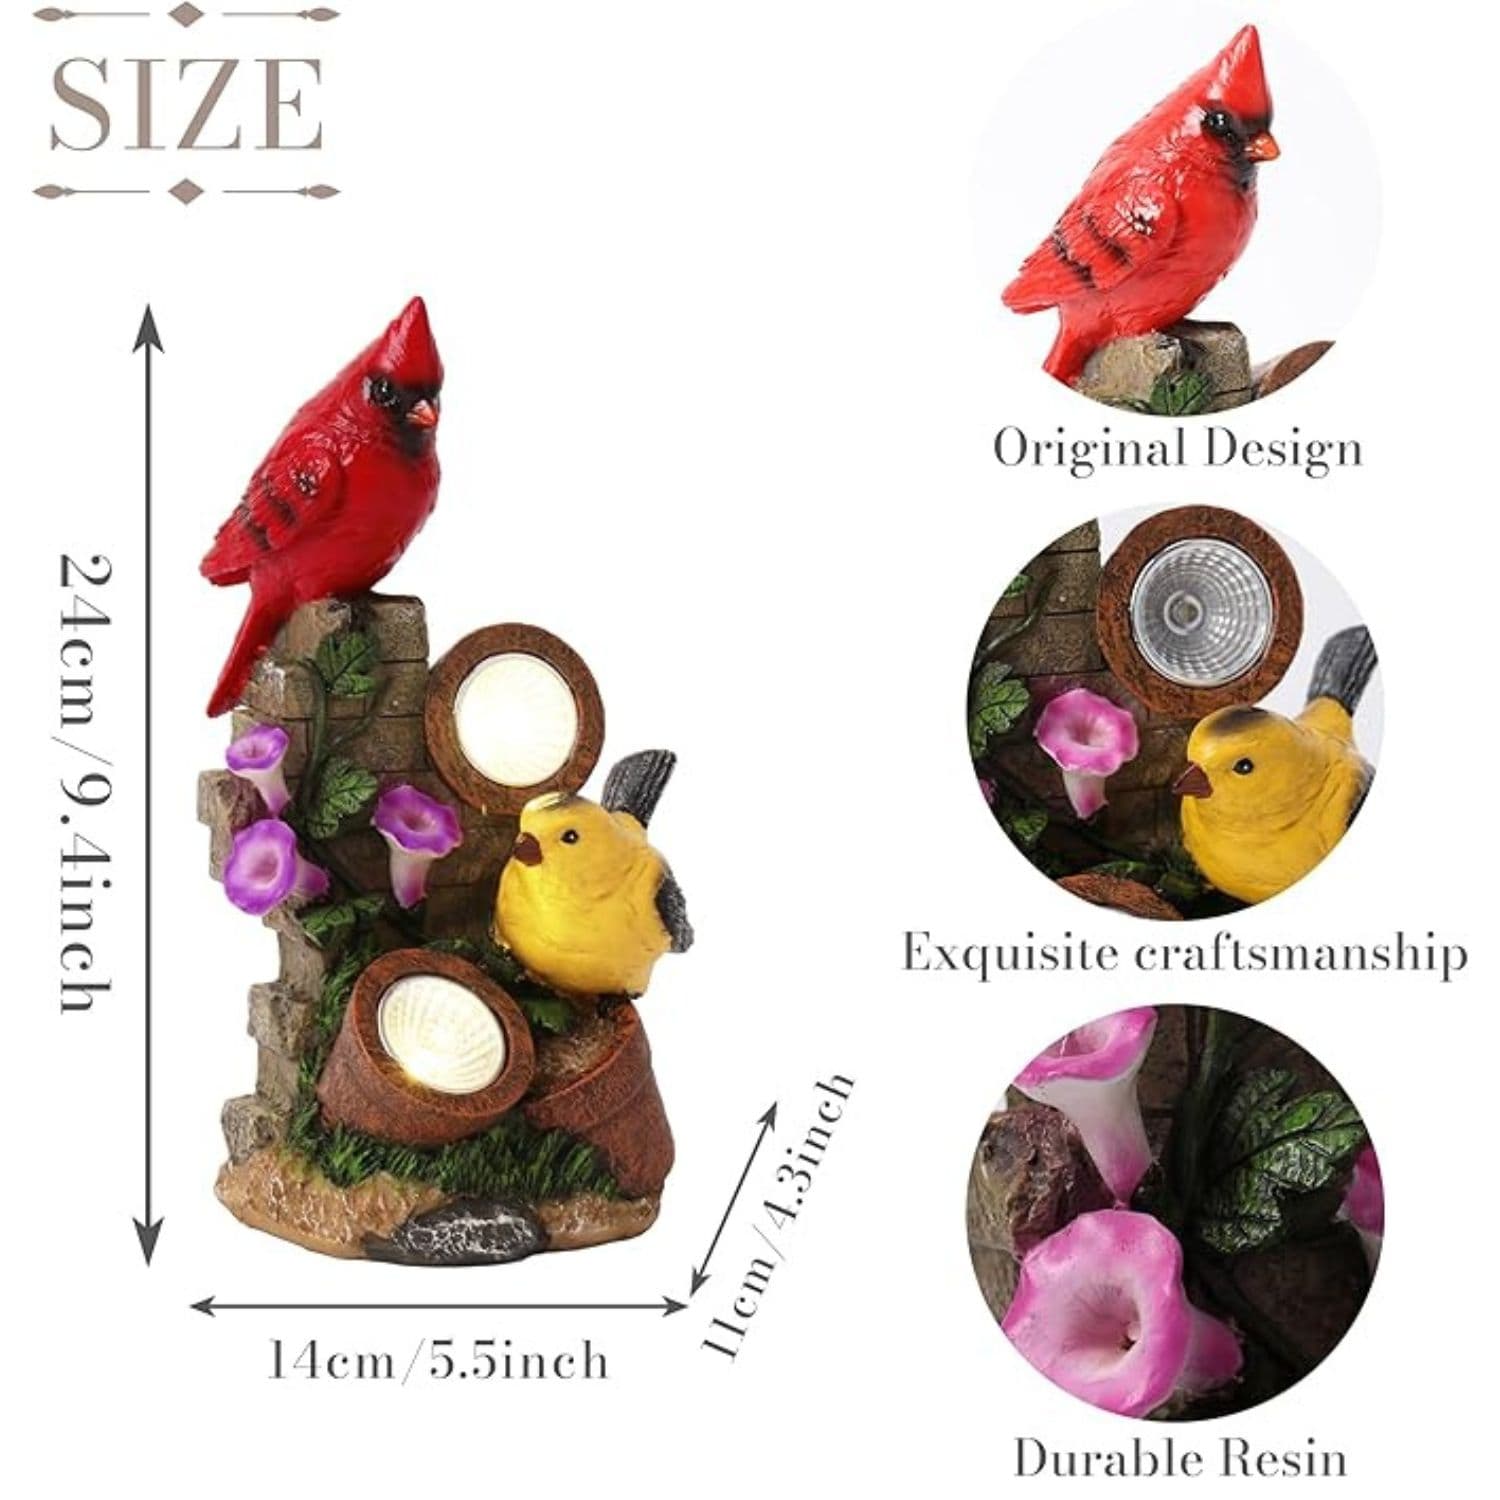 SIZE
24cm/9.4inch
14cm/5.5inch
11cm/4.3inch
Original Design
Exquisite craftsmanship
Durable Resin